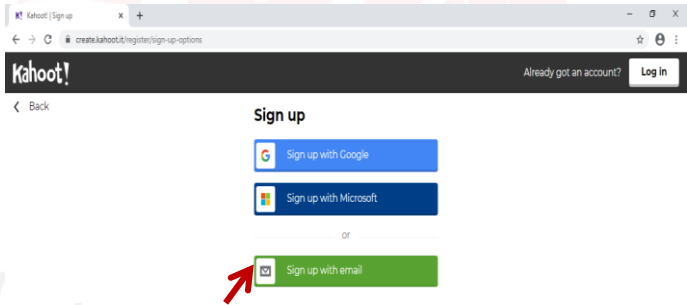 Kahoot! | Sign up
create.kahoot.it/register/sign-up-options
Kahoot!
Already got an account? Log in
Back
Sign up
Sign up with Google
Sign up with Microsoft
or
Sign up with email